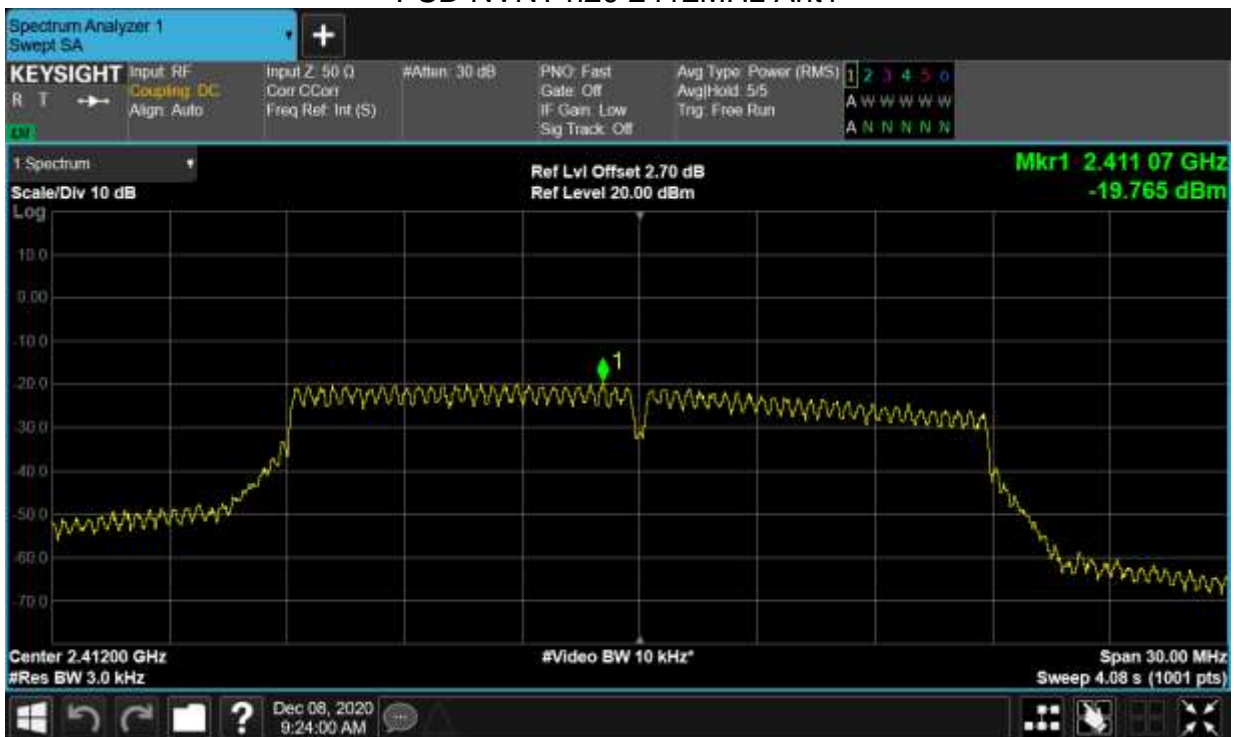 Spectrum Analyzer 1
Swept SA
+
KEYSIGHT
R T
Input: RF
Coupling: DC
Align: Auto
Input Z: 50 Ω
Corr CCorr
Freq Ref: Int (S)
#Atten: 30 dB
PNO: Fast
Gate: Off
IF Gain: Low
Sig Track: Off
Avg Type: Power (RMS)
Avg|Hold: 5/5
Trig: Free Run
1 2 3 4 5 6
A W W W W W
A N N N N N
1 Spectrum
Scale/Div 10 dB
Log
Ref Lvl Offset 2.70 dB
Ref Level 20.00 dBm
Mkr1 2.411 07 GHz
-19.765 dBm
10.0
0.00
-10.0
-20.0
-30.0
-40.0
-50.0
-60.0
-70.0
1
Center 2.41200 GHz
#Res BW 3.0 kHz
#Video BW 10 kHz*
Span 30.00 MHz
Sweep 4.08 s (1001 pts)
?
Dec 08, 2020
9:24:00 AM